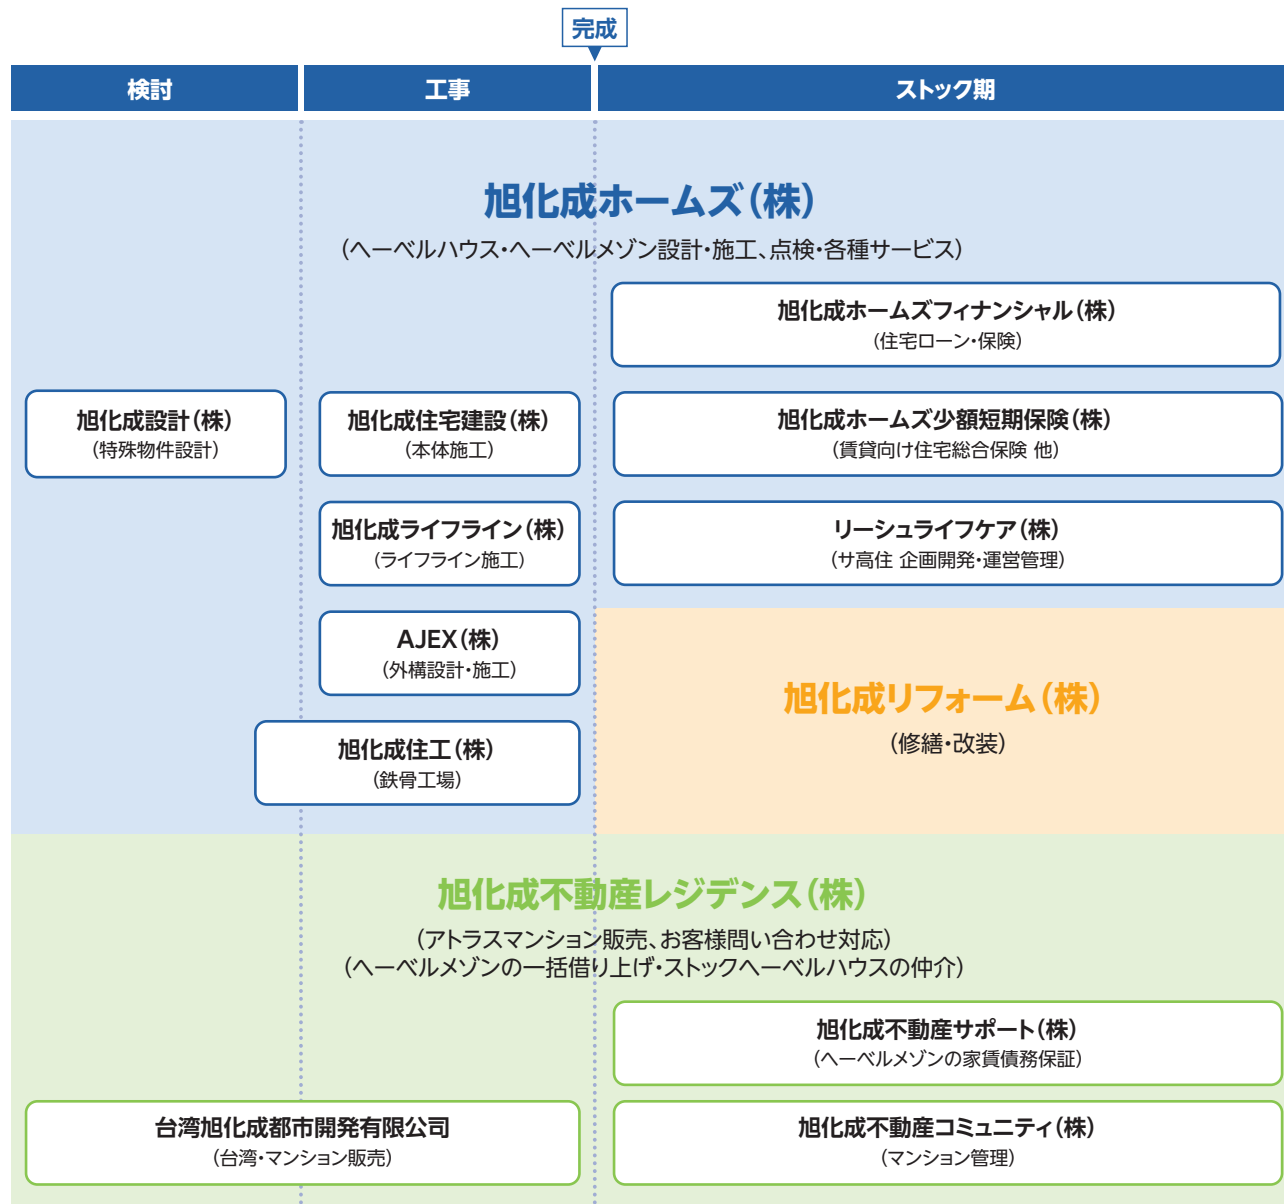 完成
検討
工事
ストック期
旭化成ホームズ(株)
(ヘーベルハウス・ヘーベルメゾン設計・施工、点検・各種サービス)
旭化成ホームズフィナンシャル(株)
(住宅ローン・保険)
旭化成設計(株)
(特殊物件設計)
旭化成住宅建設(株)
(本体施工)
旭化成ホームズ少額短期保険(株)
(賃貸向け住宅総合保険 他)
旭化成ライフライン(株)
(ライフライン施工)
リーシュライフケア(株)
(サ高住 企画開発・運営管理)
AJEX(株)
(外構設計・施工)
旭化成リフォーム(株)
(修繕・改装)
旭化成住工(株)
(鉄骨工場)
旭化成不動産レジデンス(株)
(アトラスマンション販売、お客様問い合わせ対応)
(ヘーベルメゾンの一括借り上げ・ストックヘーベルハウスの仲介)
旭化成不動産サポート(株)
(ヘーベルメゾンの家賃債務保証)
台湾旭化成都市開発有限公司
(台湾・マンション販売)
旭化成不動産コミュニティ(株)
(マンション管理)